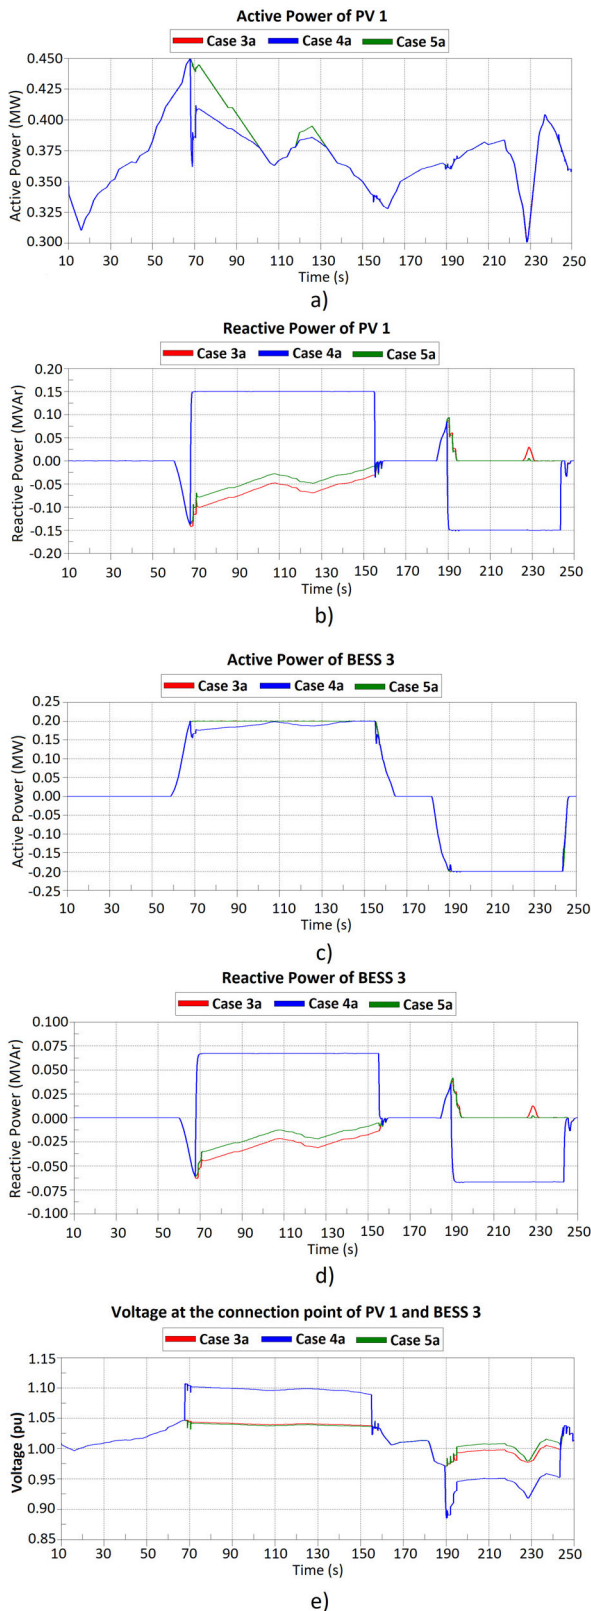 Active Power of PV 1
Case 3a Case 4a Case 5a
Active Power (MW)
0.450
0.425
0.400
0.375
0.350
0.325
0.300
10 30 50 70 90 110 130 150 170 190 210 230 250
Time (s)
a)
Reactive Power of PV 1
Case 3a Case 4a Case 5a
Reactive Power (MVAr)
0.20
0.15
0.10
0.05
0.00
-0.05
-0.10
-0.15
-0.20
10 30 50 70 90 110 130 150 170 190 210 230 250
Time (s)
b)
Active Power of BESS 3
Case 3a Case 4a Case 5a
Active Power (MW)
0.25
0.20
0.15
0.10
0.05
0.00
-0.05
-0.10
-0.15
-0.20
-0.25
10 30 50 70 90 110 130 150 170 190 210 230 250
Time (s)
c)
Reactive Power of BESS 3
Case 3a Case 4a Case 5a
Reactive Power (MVAr)
0.100
0.075
0.050
0.025
0.000
-0.025
-0.050
-0.075
-0.100
10 30 50 70 90 110 130 150 170 190 210 230 250
Time (s)
d)
Voltage at the connection point of PV 1 and BESS 3
Case 3a Case 4a Case 5a
Voltage (pu)
1.15
1.10
1.05
1.00
0.95
0.90
0.85
10 30 50 70 90 110 130 150 170 190 210 230 250
Time (s)
e)